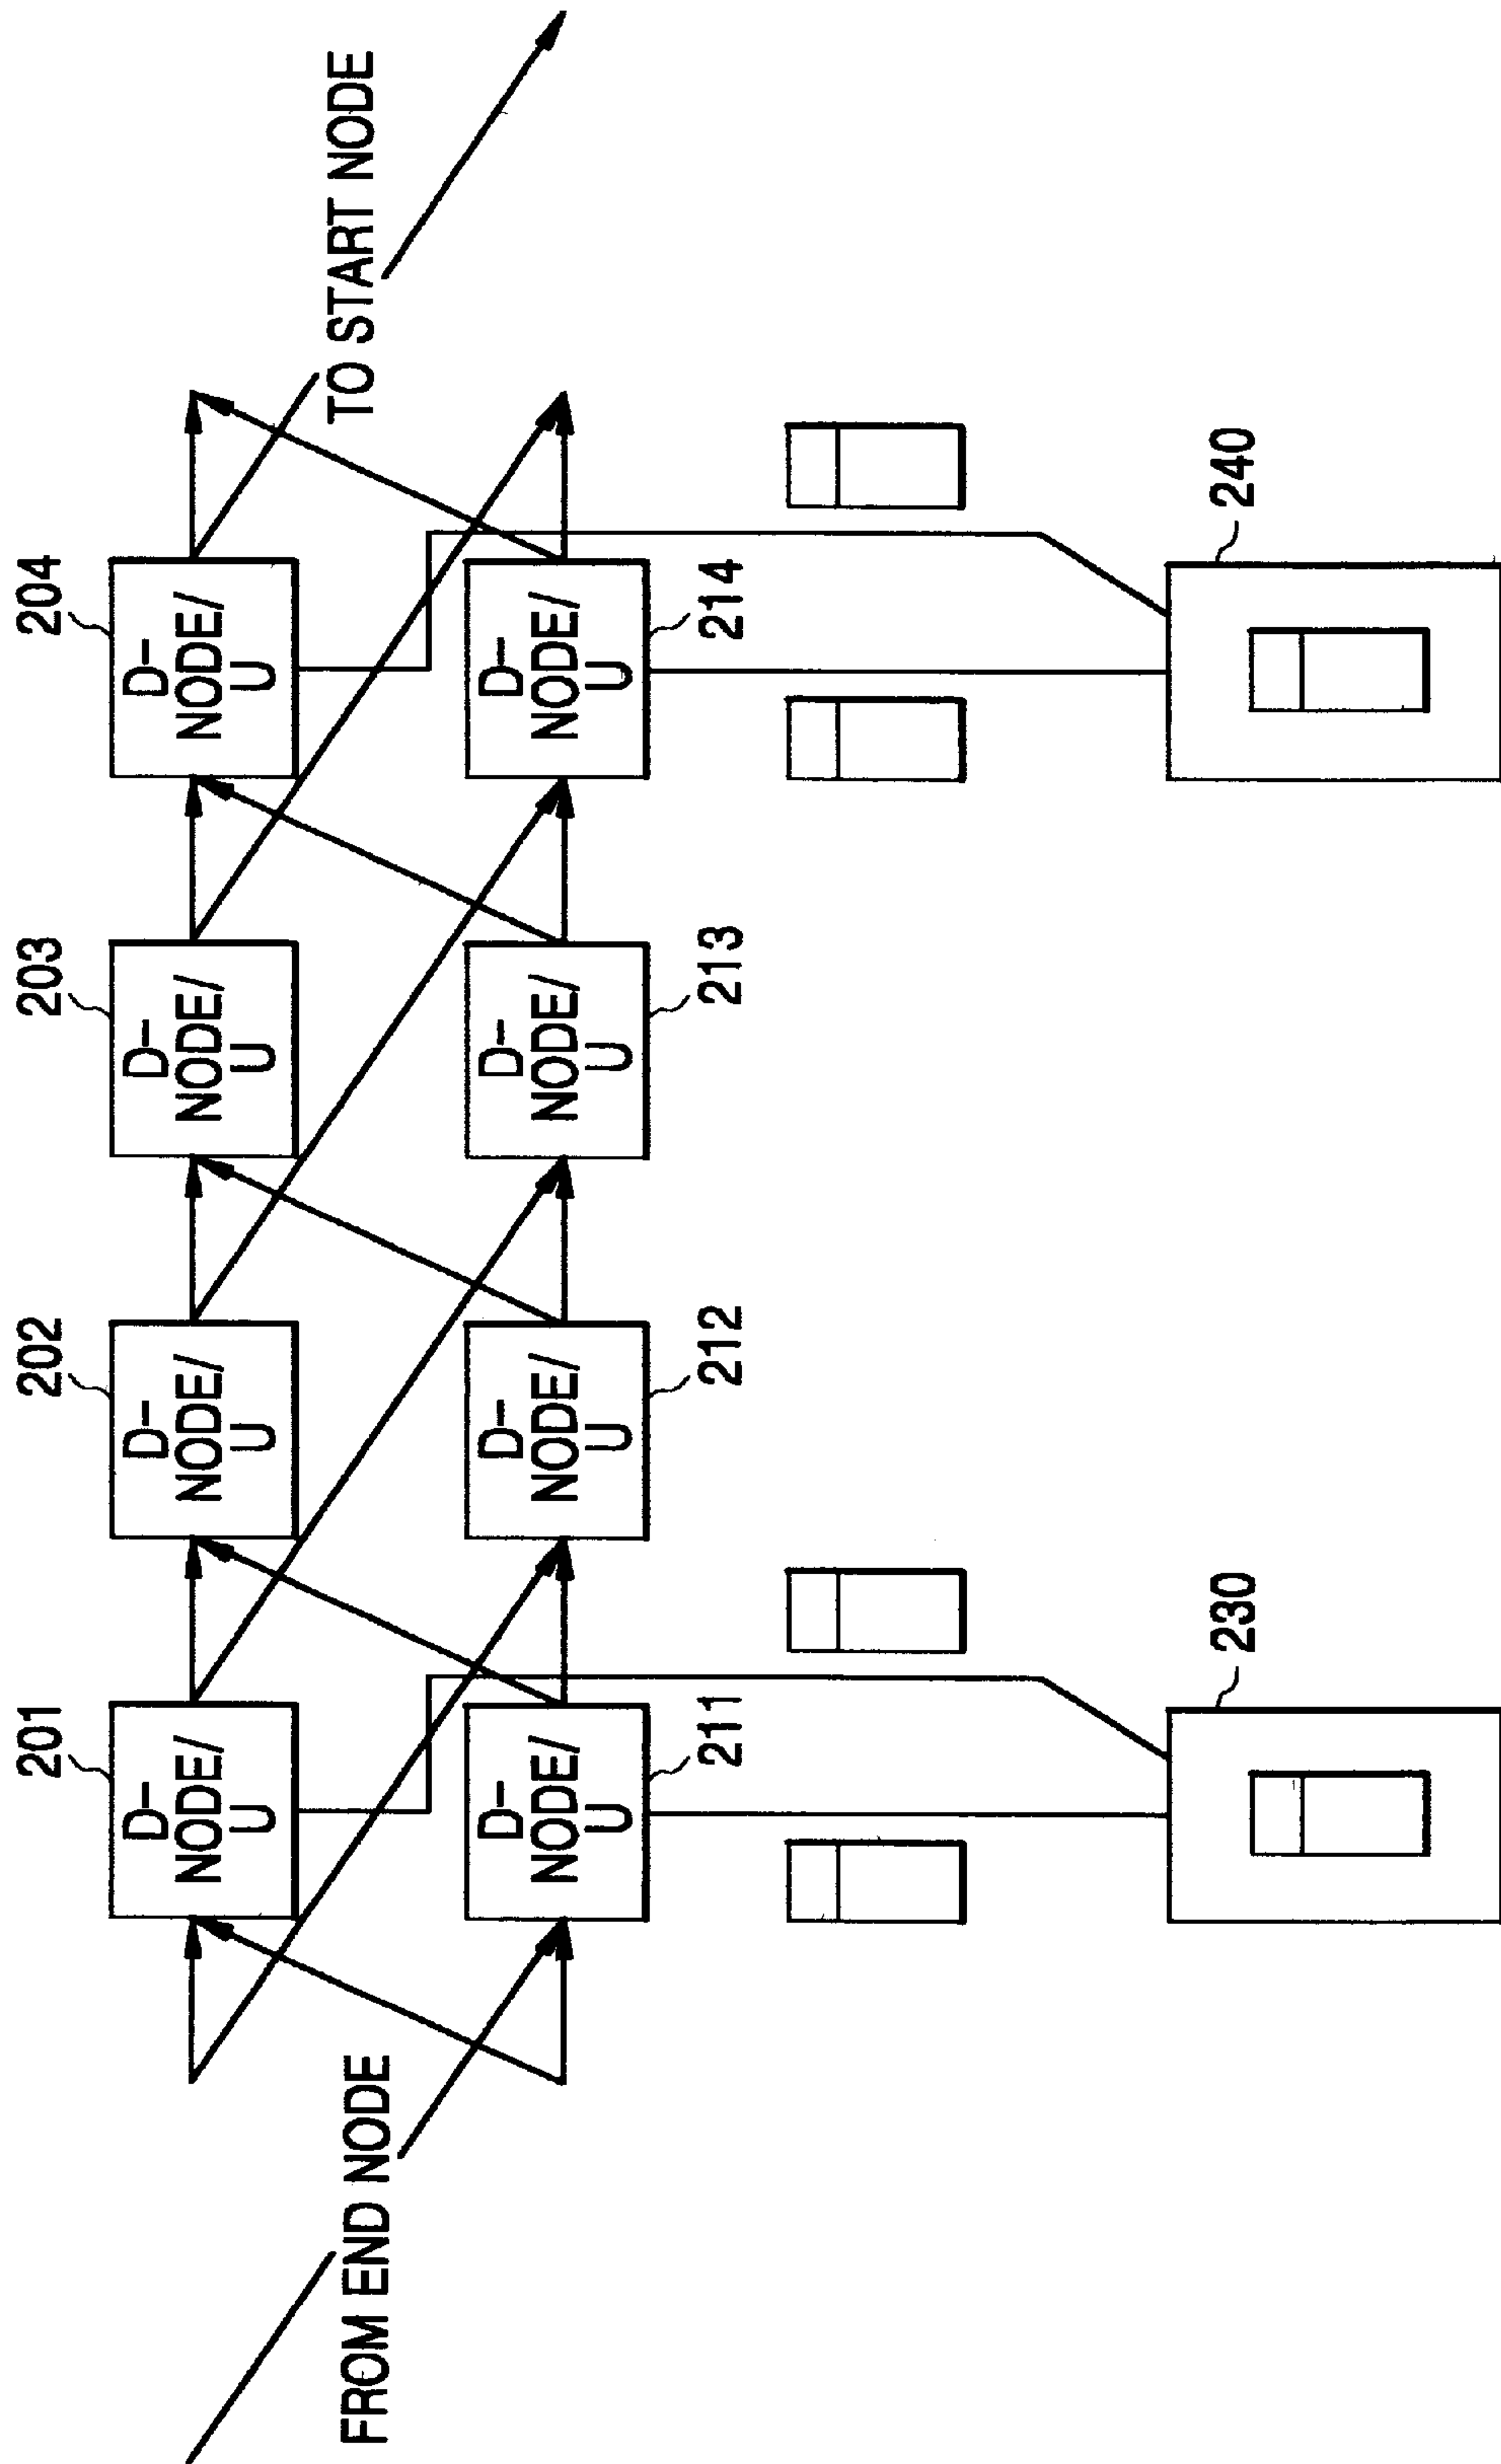 201
D-
NODE/
U
202
D-
NODE/
U
203
D-
NODE/
U
204
D-
NODE/
U
TO START NODE
FROM END NODE
D-
NODE/
U
211
D-
NODE/
U
212
D-
NODE/
U
213
D-
NODE/
U
214
230
240